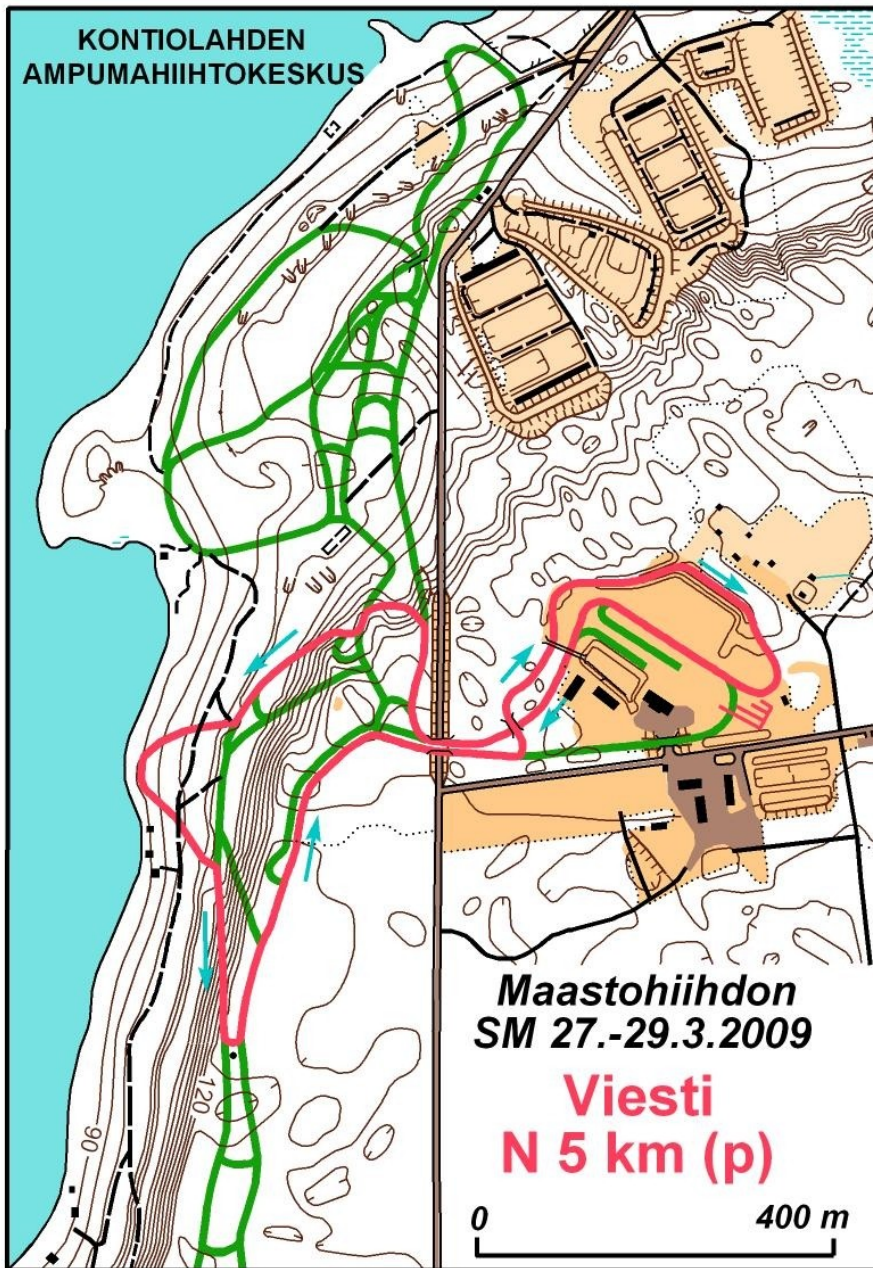 KONTIOLAHDEN
AMPUMAHIIHTOKESKUS
120
90
Maastohiihdon
SM 27.-29.3.2009
Viesti
N 5 km (p)
0 400 m